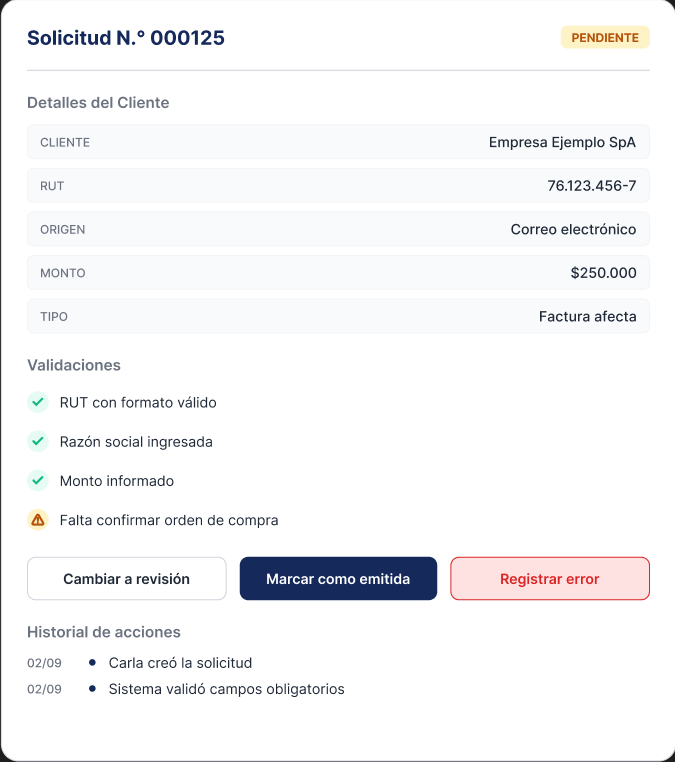 Solicitud N.° 000125
PENDIENTE
Detalles del Cliente
CLIENTE
Empresa Ejemplo SpA
RUT
76.123.456-7
ORIGEN
Correo electrónico
MONTO
$250.000
TIPO
Factura afecta
Validaciones
RUT con formato válido
Razón social ingresada
Monto informado
Falta confirmar orden de compra
Cambiar a revisión
Marcar como emitida
Registrar error
Historial de acciones
02/09 • Carla creó la solicitud
02/09 • Sistema validó campos obligatorios